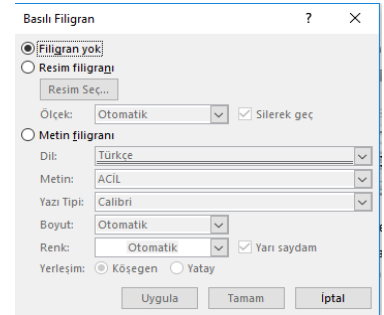 Basılı Filigran ? ×
Filigran yok
Resim filigranı
Resim Seç...
Ölçek: Otomatik Silerek geç
Metin filigranı
Dil: Türkçe
Metin: ACİL
Yazı Tipi: Calibri
Boyut: Otomatik
Renk: Otomatik Yarı saydam
Yerleşim: Köşegen Yatay
Uygula Tamam İptal